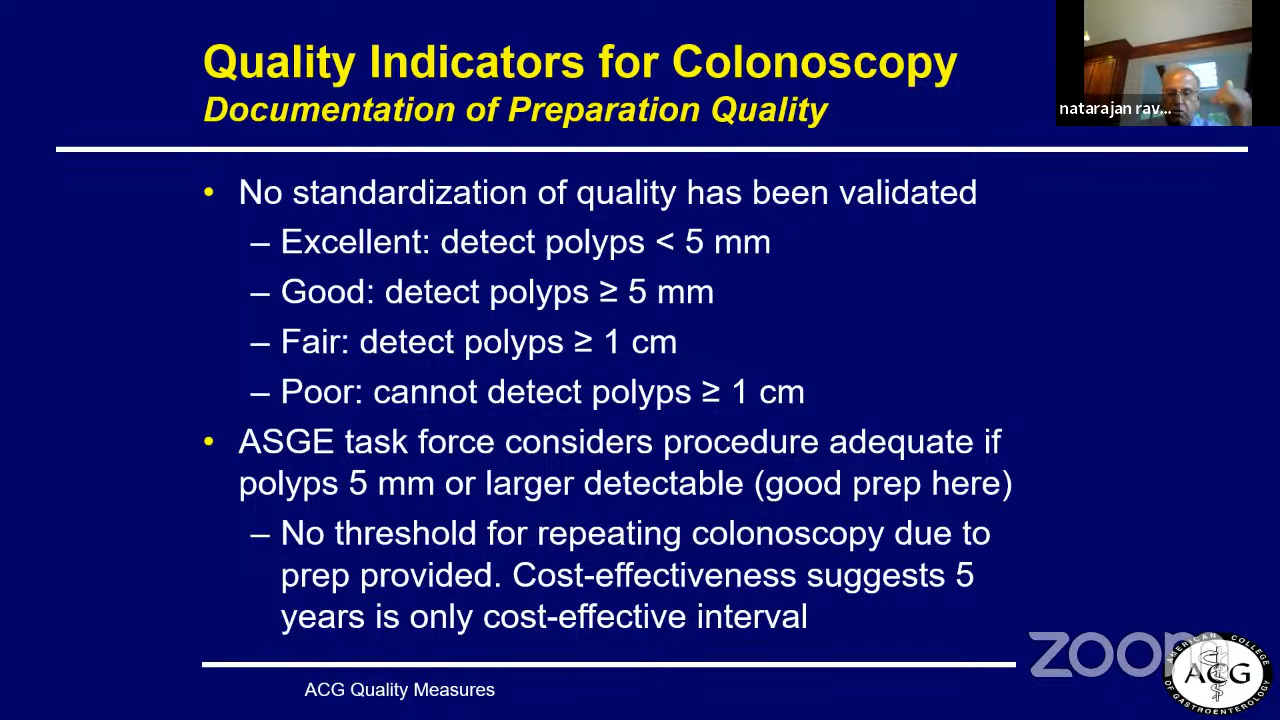 Quality Indicators for Colonoscopy
Documentation of Preparation Quality
natarajan rav...
• No standardization of quality has been validated
– Excellent: detect polyps < 5 mm
– Good: detect polyps ≥ 5 mm
– Fair: detect polyps ≥ 1 cm
– Poor: cannot detect polyps ≥ 1 cm
• ASGE task force considers procedure adequate if
polyps 5 mm or larger detectable (good prep here)
– No threshold for repeating colonoscopy due to
prep provided. Cost-effectiveness suggests 5
years is only cost-effective interval
ACG Quality Measures
zoom
AMERICAN COLLEGE
ACG
OF GASTROENTEROLOGY